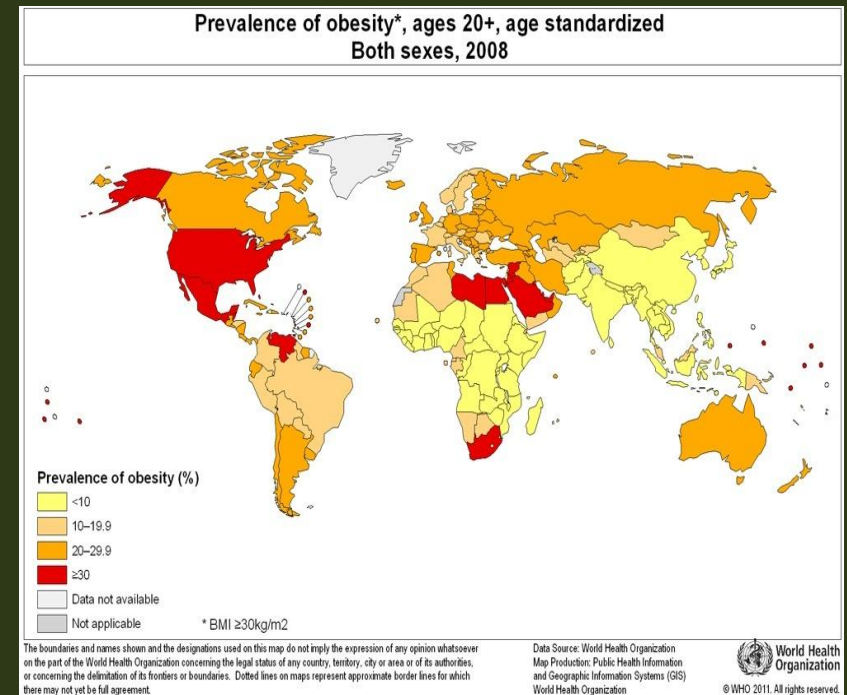 Prevalence of obesity*, ages 20+, age standardized
Both sexes, 2008
Prevalence of obesity (%)
<10
10–19.9
20–29.9
≥30
Data not available
Not applicable
* BMI ≥30kg/m2
The boundaries and names shown and the designations used on this map do not imply the expression of any opinion whatsoever
on the part of the World Health Organization concerning the legal status of any country, territory, city or area or of its authorities,
or concerning the delimitation of its frontiers or boundaries. Dotted lines on maps represent approximate border lines for which
there may not yet be full agreement.
Data Source: World Health Organization
Map Production: Public Health Information
and Geographic Information Systems (GIS)
World Health Organization
World Health
Organization
© WHO 2011. All rights reserved.